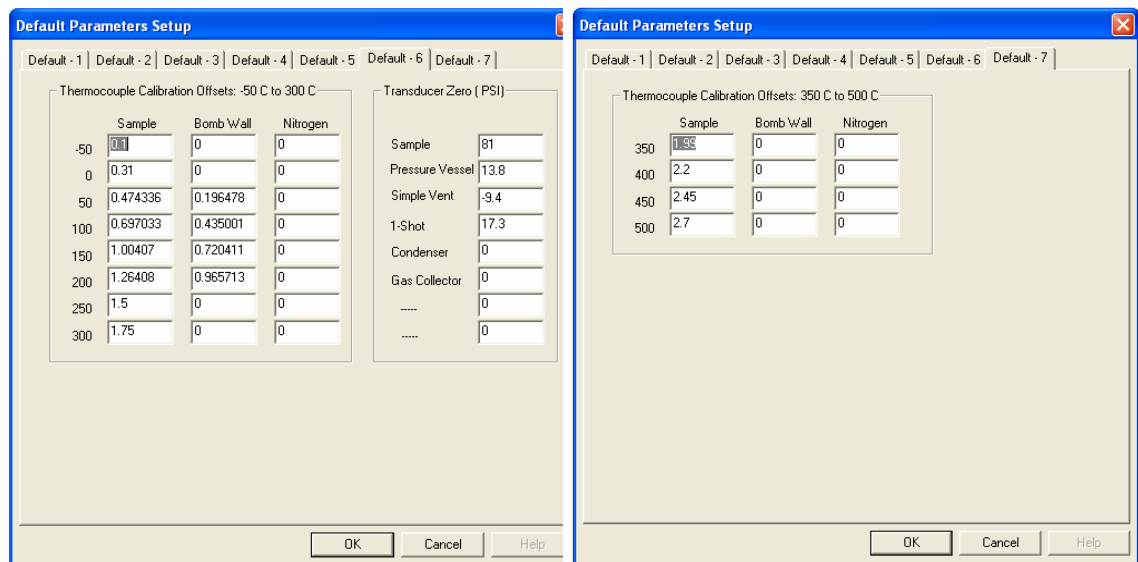 Default Parameters Setup
Default - 1 Default - 2 Default - 3 Default - 4 Default - 5 Default - 6 Default - 7
Thermocouple Calibration Offsets: -50 C to 300 C
Sample Bomb Wall Nitrogen
-50 0.1 0 0
0 0.31 0 0
50 0.474336 0.196478 0
100 0.697033 0.435001 0
150 1.00407 0.720411 0
200 1.26408 0.965713 0
250 1.5 0 0
300 1.75 0 0
Transducer Zero ( PSI)
Sample 81
Pressure Vessel 13.8
Simple Vent -9.4
1-Shot 17.3
Condenser 0
Gas Collector 0
----- 0
----- 0
OK Cancel Help
Default Parameters Setup
Default - 1 Default - 2 Default - 3 Default - 4 Default - 5 Default - 6 Default - 7
Thermocouple Calibration Offsets: 350 C to 500 C
Sample Bomb Wall Nitrogen
350 1.99 0 0
400 2.2 0 0
450 2.45 0 0
500 2.7 0 0
OK Cancel Help